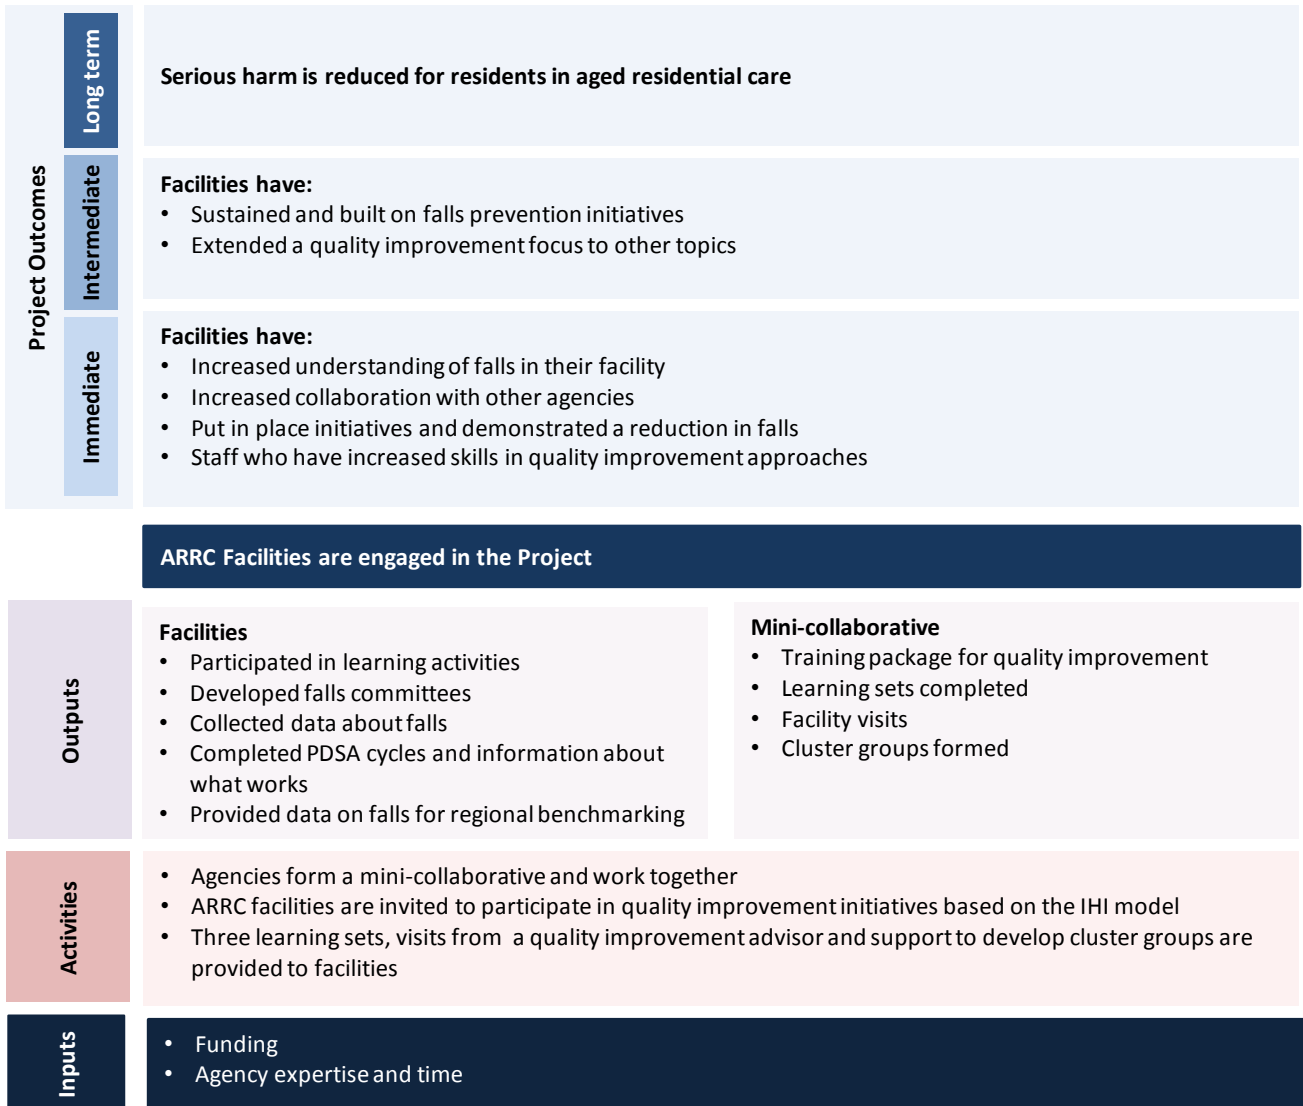 Project Outcomes
Long term
Serious harm is reduced for residents in aged residential care
Intermediate
Facilities have:
• Sustained and built on falls prevention initiatives
• Extended a quality improvement focus to other topics
Immediate
Facilities have:
• Increased understanding of falls in their facility
• Increased collaboration with other agencies
• Put in place initiatives and demonstrated a reduction in falls
• Staff who have increased skills in quality improvement approaches
ARRC Facilities are engaged in the Project
Outputs
Facilities
• Participated in learning activities
• Developed falls committees
• Collected data about falls
• Completed PDSA cycles and information about
what works
• Provided data on falls for regional benchmarking
Mini-collaborative
• Training package for quality improvement
• Learning sets completed
• Facility visits
• Cluster groups formed
Activities
• Agencies form a mini-collaborative and work together
• ARRC facilities are invited to participate in quality improvement initiatives based on the IHI model
• Three learning sets, visits from a quality improvement advisor and support to develop cluster groups are
provided to facilities
Inputs
• Funding
• Agency expertise and time